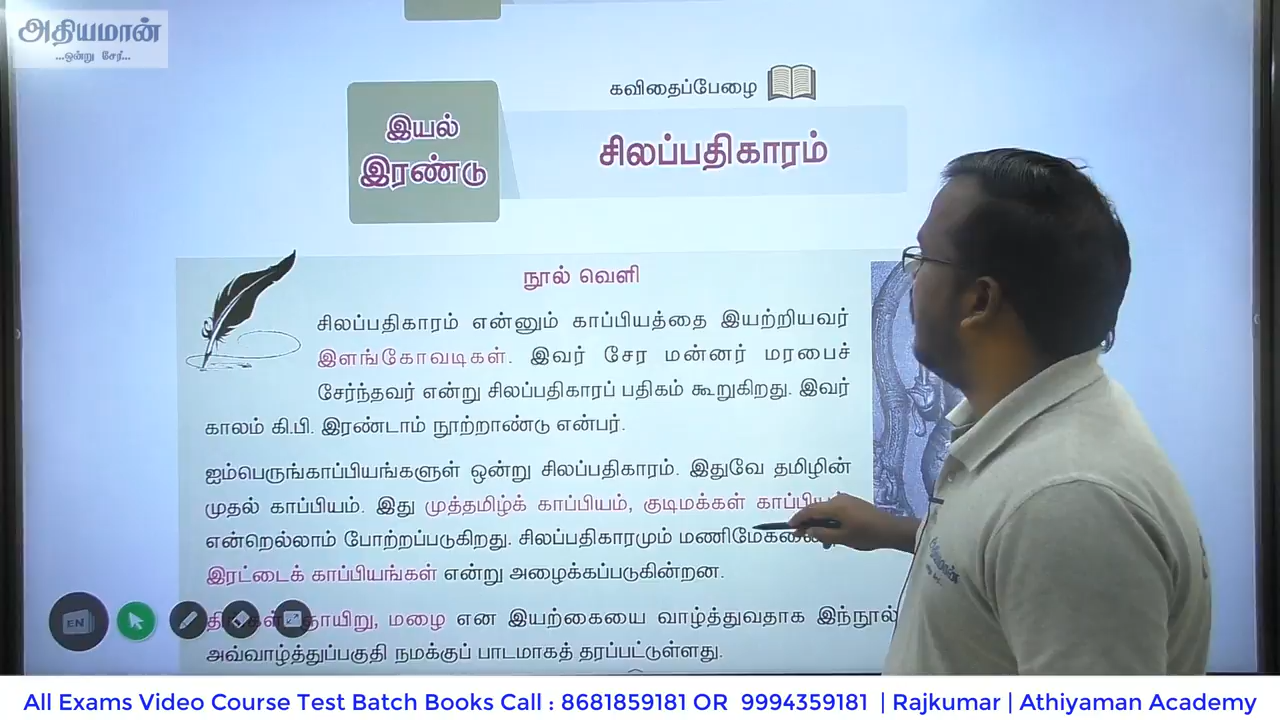 அதியமான்
...ஒன்று சேர்...
கவிதைப்பேழை
இயல்
இரண்டு
சிலப்பதிகாரம்
நூல் வெளி
சிலப்பதிகாரம் என்னும் காப்பியத்தை இயற்றியவர்
இளங்கோவடிகள். இவர் சேர மன்னர் மரபைச்
சேர்ந்தவர் என்று சிலப்பதிகாரப் பதிகம் கூறுகிறது. இவர்
காலம் கி.பி. இரண்டாம் நூற்றாண்டு என்பர்.
ஐம்பெருங்காப்பியங்களுள் ஒன்று சிலப்பதிகாரம். இதுவே தமிழின்
முதல் காப்பியம். இது முத்தமிழ்க் காப்பியம், குடிமக்கள்
என்றெல்லாம் போற்றப்படுகிறது. சிலப்பதிகாரமும்
இரட்டைக் காப்பியங்கள் என்று அழைக்கப்படுகின்றன.
மழை என இயற்கையை வாழ்த்துவதாக இந்நூல்
அவ்வாழ்த்துப்பகுதி நமக்குப் பாடமாகத் தரப்பட்டுள்ளது.
EN
All Exams Video Course Test Batch Books Call : 8681859181 OR 9994359181 | Rajkumar | Athiyaman Academy